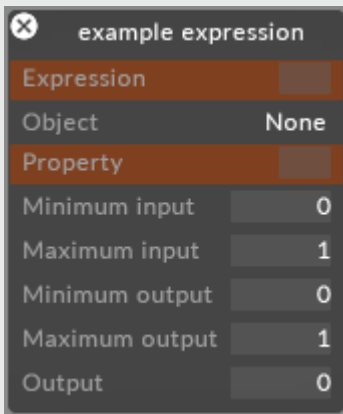 example expression
Expression
Object None
Property
Minimum input 0
Maximum input 1
Minimum output 0
Maximum output 1
Output 0